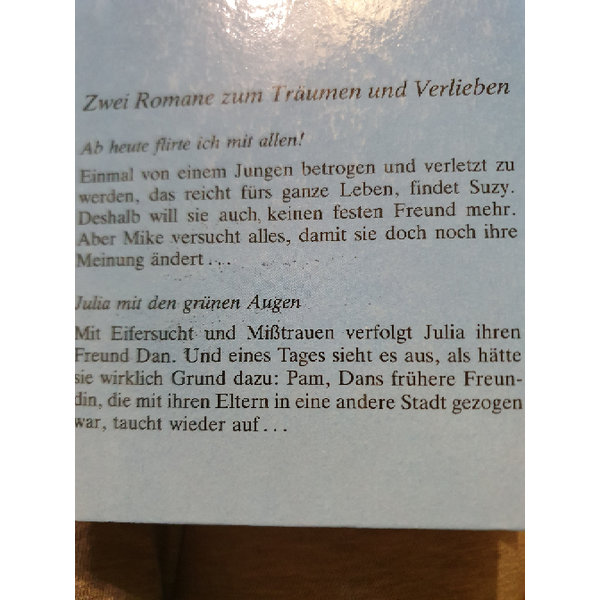 Zwei Romane zum Träumen und Verlieben
Ab heute flirte ich mit allen!
Einmal von einem Jungen betrogen und verletzt zu
werden, das reicht fürs ganze Leben, findet Suzy.
Deshalb will sie auch keinen festen Freund mehr.
Aber Mike versucht alles, damit sie doch noch ihre
Meinung ändert...
Julia mit den grünen Augen
Mit Eifersucht und Mißtrauen verfolgt Julia ihren
Freund Dan. Und eines Tages sieht es aus, als hätte
sie wirklich Grund dazu: Pam, Dans frühere Freun-
din, die mit ihren Eltern in eine andere Stadt gezogen
war, taucht wieder auf...